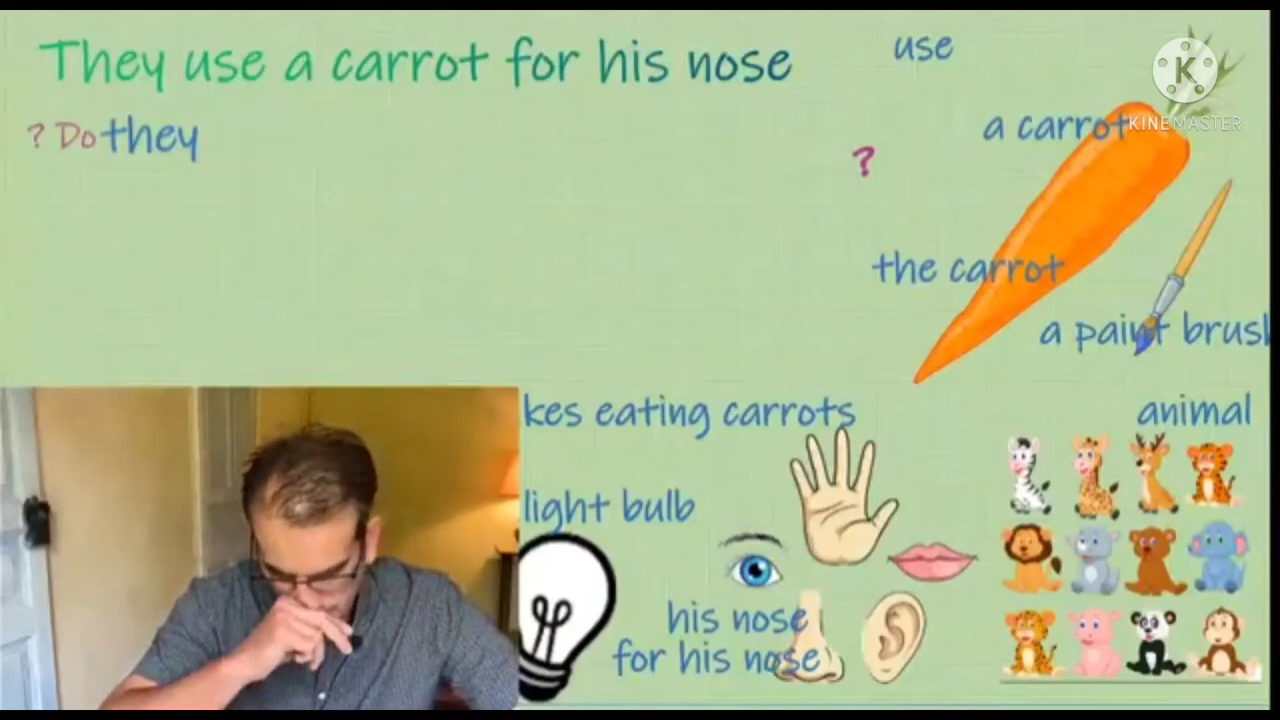 They use a carrot for his nose
use
K
KINEMASTER
? Do they
a carrot
?
the carrot
a paint brush
kes eating carrots
animal
light bulb
his nose
for his nose